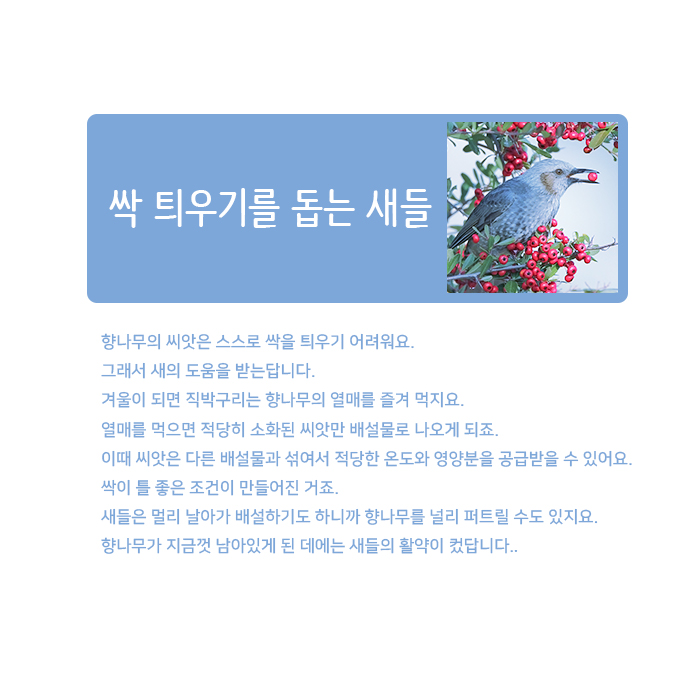 싹 틔우기를 돕는 새들
향나무의 씨앗은 스스로 싹을 틔우기 어려워요.
그래서 새의 도움을 받는답니다.
겨울이 되면 직박구리는 향나무의 열매를 즐겨 먹지요.
열매를 먹으면 적당히 소화된 씨앗만 배설물로 나오게 되죠.
이때 씨앗은 다른 배설물과 섞여서 적당한 온도와 영양분을 공급받을 수 있어요.
싹이 틀 좋은 조건이 만들어진 거죠.
새들은 멀리 날아가 배설하기도 하니까 향나무를 널리 퍼트릴 수도 있지요.
향나무가 지금껏 남아있게 된 데에는 새들의 활약이 컸답니다..